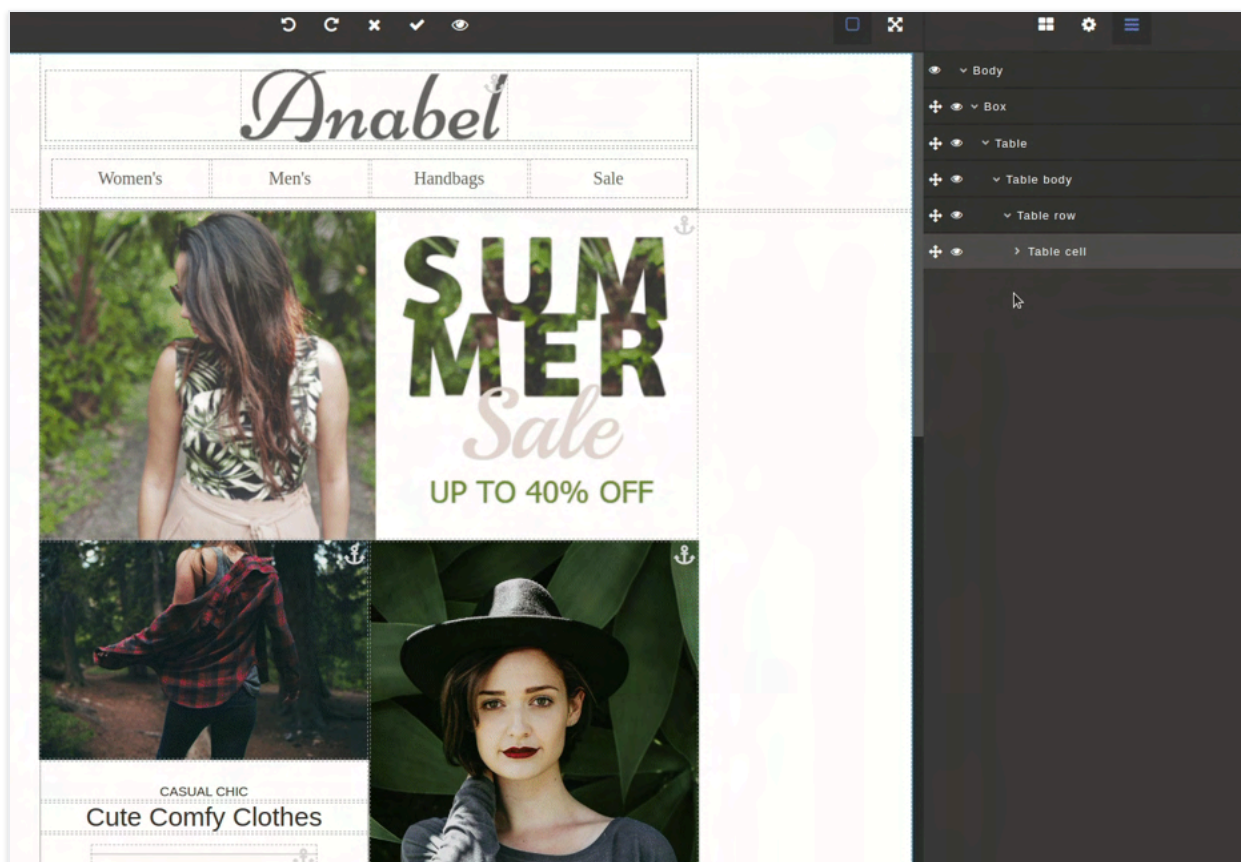 Anabel
Women's Men's Handbags Sale
SUM
MER
Sale
UP TO 40% OFF
CASUAL CHIC
Cute Comfy Clothes
Body
Box
Table
Table body
Table row
Table cell